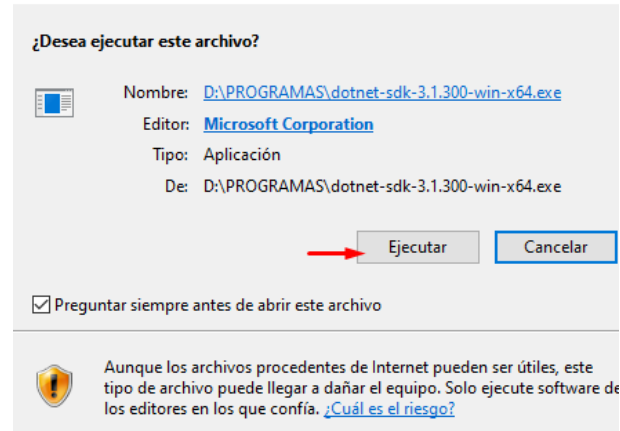 ¿Desea ejecutar este archivo?
Nombre: D:\PROGRAMAS\dotnet-sdk-3.1.300-win-x64.exe
Editor: Microsoft Corporation
Tipo: Aplicación
De: D:\PROGRAMAS\dotnet-sdk-3.1.300-win-x64.exe
Ejecutar Cancelar
Preguntar siempre antes de abrir este archivo
Aunque los archivos procedentes de Internet pueden ser útiles, este
tipo de archivo puede llegar a dañar el equipo. Solo ejecute software de
los editores en los que confía. ¿Cuál es el riesgo?